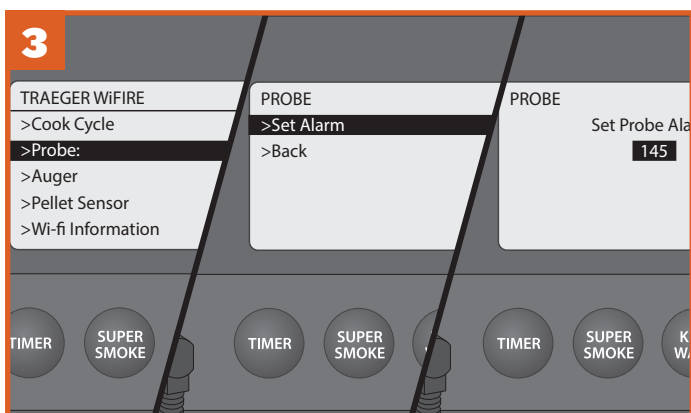 3
TRAEGER WiFIRE
>Cook Cycle
>Probe:
>Auger
>Pellet Sensor
>Wi-fi Information
TIMER
SUPER
SMOKE
PROBE
>Set Alarm
>Back
TIMER
SUPER
SMOKE
PROBE
Set Probe Ala
145
TIMER
SUPER
SMOKE
K
WA